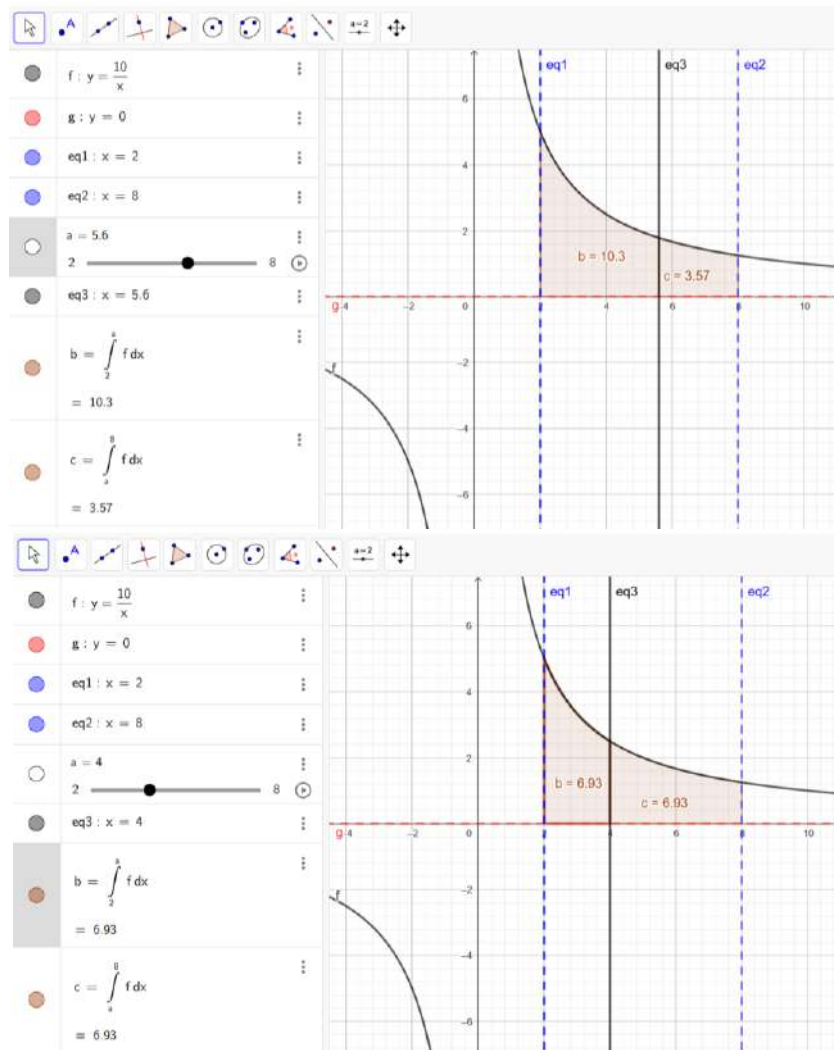 A
a=2
f : y = 10/x
g : y = 0
eq1 : x = 2
eq2 : x = 8
a = 5.6
2 8
eq3 : x = 5.6
b = ∫₂ᵃ f dx
= 10.3
c = ∫ₐ⁸ f dx
= 3.57
eq1 eq3 eq2
6
4
2
b = 10.3
c = 3.57
g -4 -2 0 2 4 6 8 10
f
-2
-4
-6
A
a=2
f : y = 10/x
g : y = 0
eq1 : x = 2
eq2 : x = 8
a = 4
2 8
eq3 : x = 4
b = ∫₂ᵃ f dx
= 6.93
c = ∫ₐ⁸ f dx
= 6.93
eq1 eq3 eq2
6
4
2
b = 6.93
c = 6.93
g -4 -2 0 2 4 6 8 10
f
-2
-4
-6